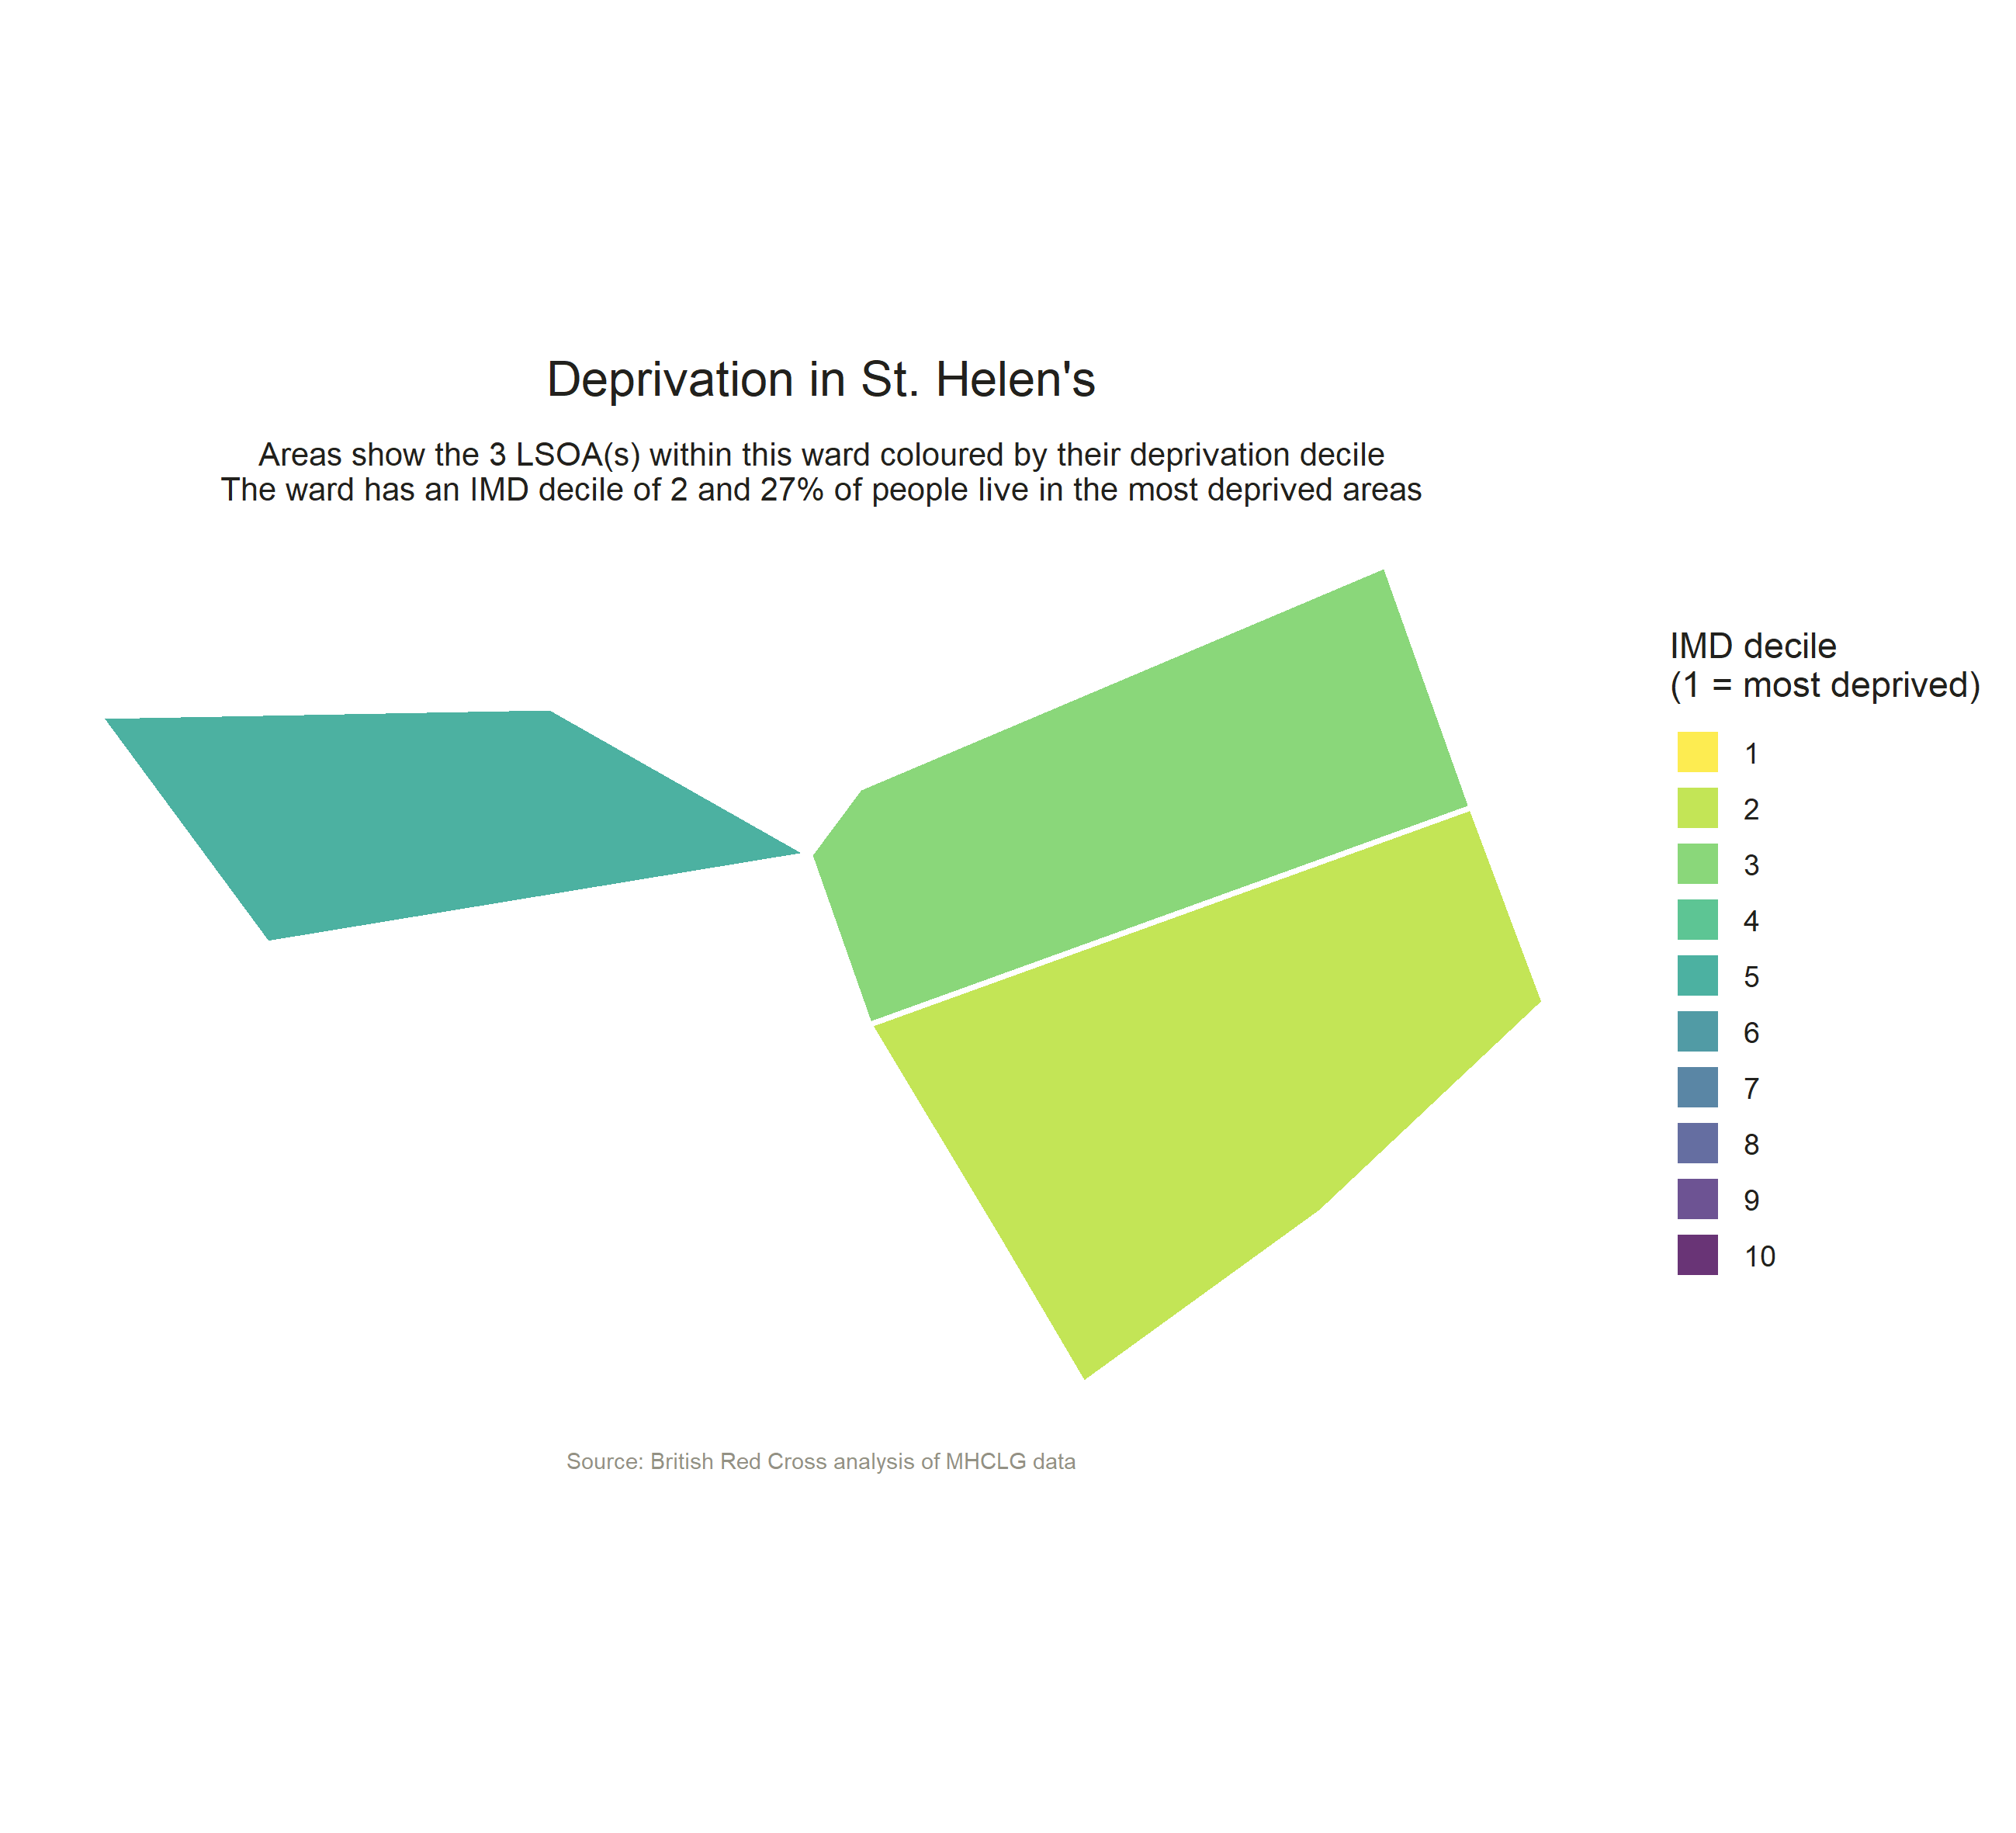 Deprivation in St. Helen's
Areas show the 3 LSOA(s) within this ward coloured by their deprivation decile
The ward has an IMD decile of 2 and 27% of people live in the most deprived areas
IMD decile
(1 = most deprived)
1
2
3
4
5
6
7
8
9
10
Source: British Red Cross analysis of MHCLG data